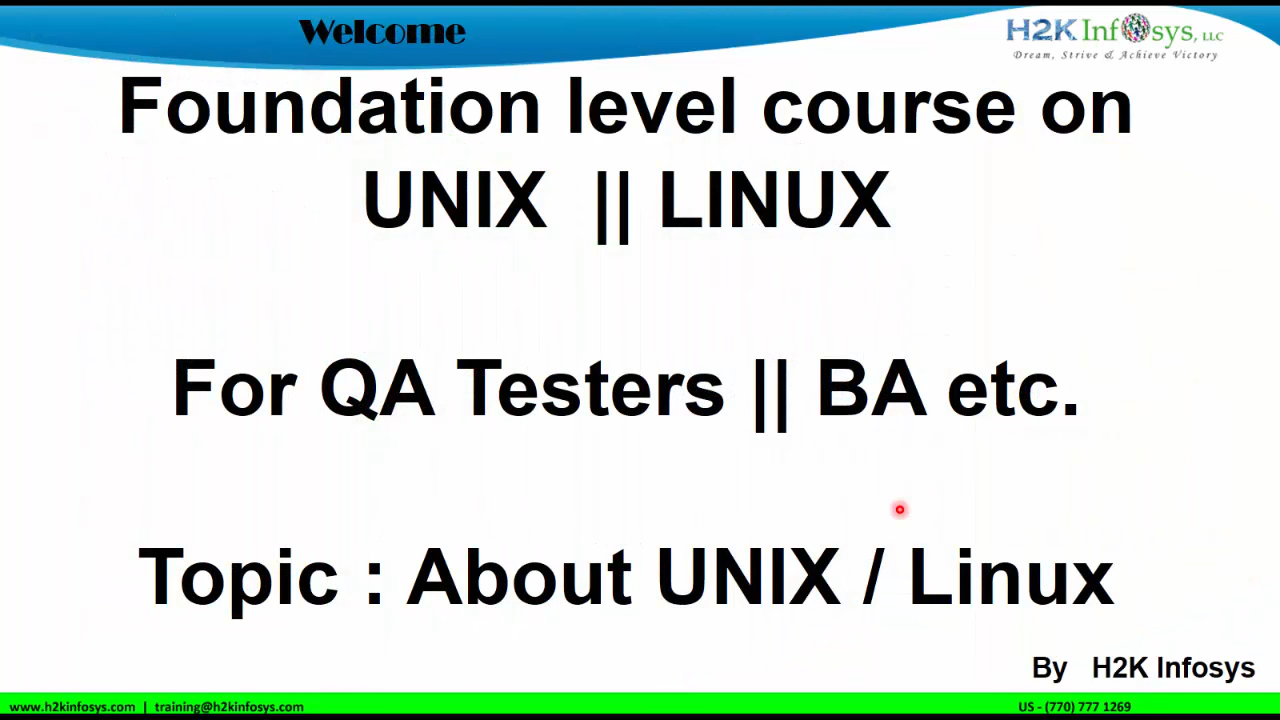 Welcome
H2K Infosys, LLC
Dream, Strive & Achieve Victory
Foundation level course on
UNIX || LINUX
For QA Testers || BA etc.
Topic : About UNIX / Linux
By H2K Infosys
www.h2kinfosys.com | training@h2kinfosys.com
US - (770) 777 1269